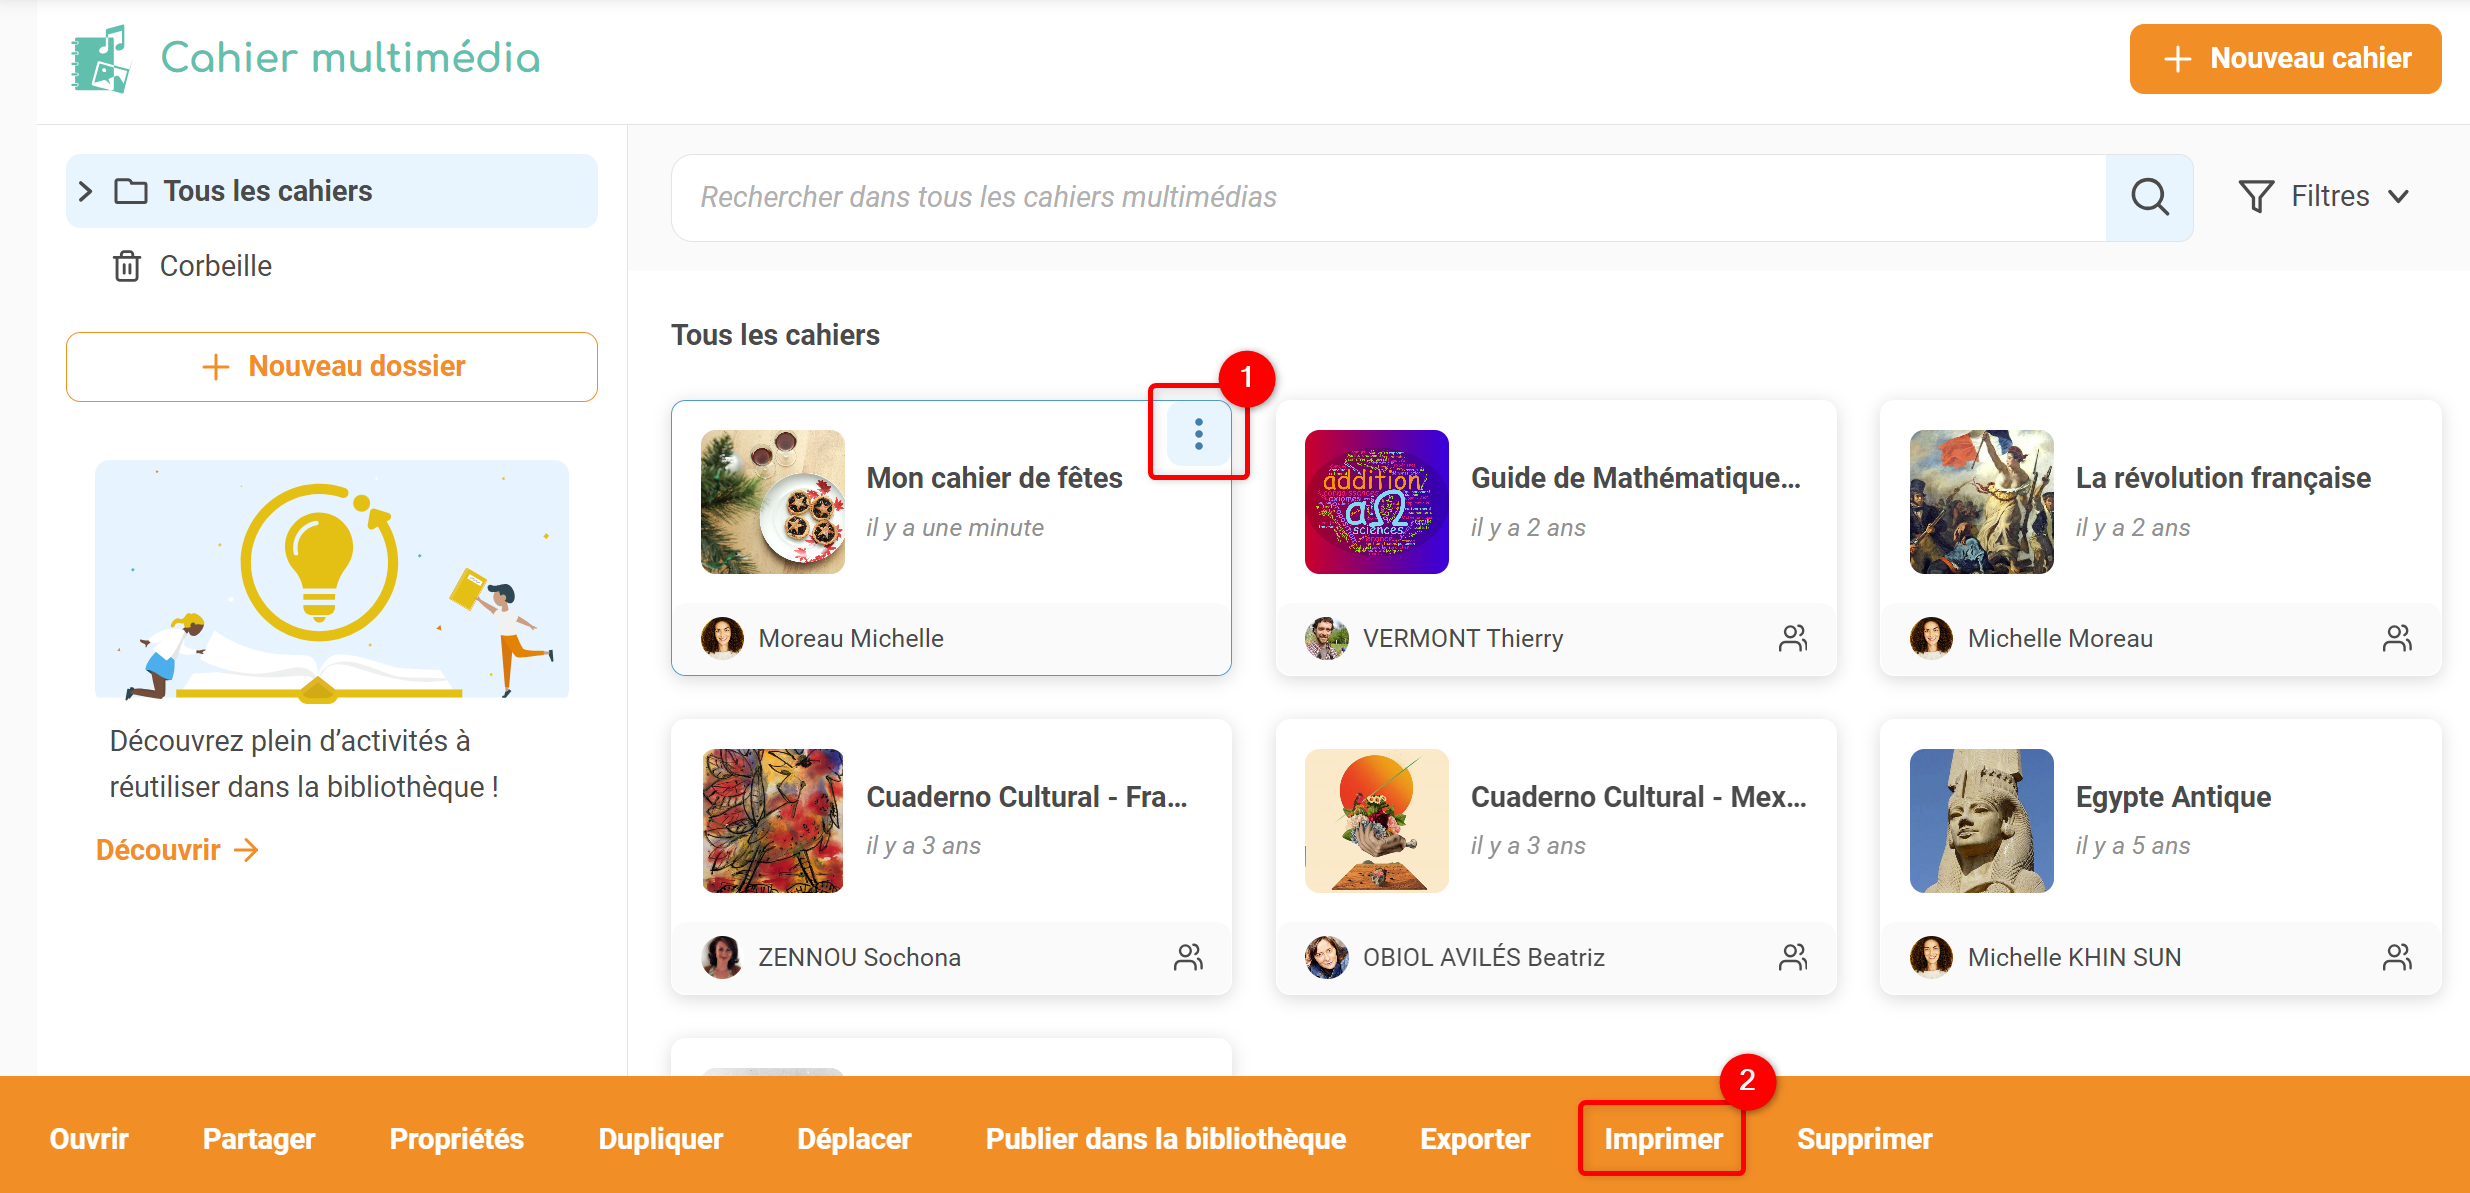 Cahier multimédia
Nouveau cahier
Tous les cahiers
Corbeille
Nouveau dossier
Découvrez plein d’activités à
réutiliser dans la bibliothèque !
Découvrir
Rechercher dans tous les cahiers multimédias
Filtres
Tous les cahiers
1
Mon cahier de fêtes
il y a une minute
Moreau Michelle
addition
aΩ
sciences
Guide de Mathématique...
il y a 2 ans
VERMONT Thierry
La révolution française
il y a 2 ans
Michelle Moreau
Cuaderno Cultural - Fra...
il y a 3 ans
ZENNOU Sochona
Cuaderno Cultural - Mex...
il y a 3 ans
OBIOL AVILÉS Beatriz
Egypte Antique
il y a 5 ans
Michelle KHIN SUN
2
Ouvrir
Partager
Propriétés
Dupliquer
Déplacer
Publier dans la bibliothèque
Exporter
Imprimer
Supprimer